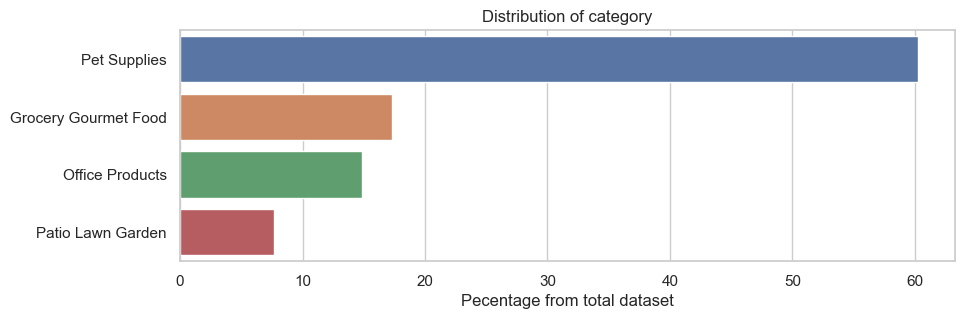 Distribution of category
Pet Supplies
Grocery Gourmet Food
Office Products
Patio Lawn Garden
0 10 20 30 40 50 60
Pecentage from total dataset